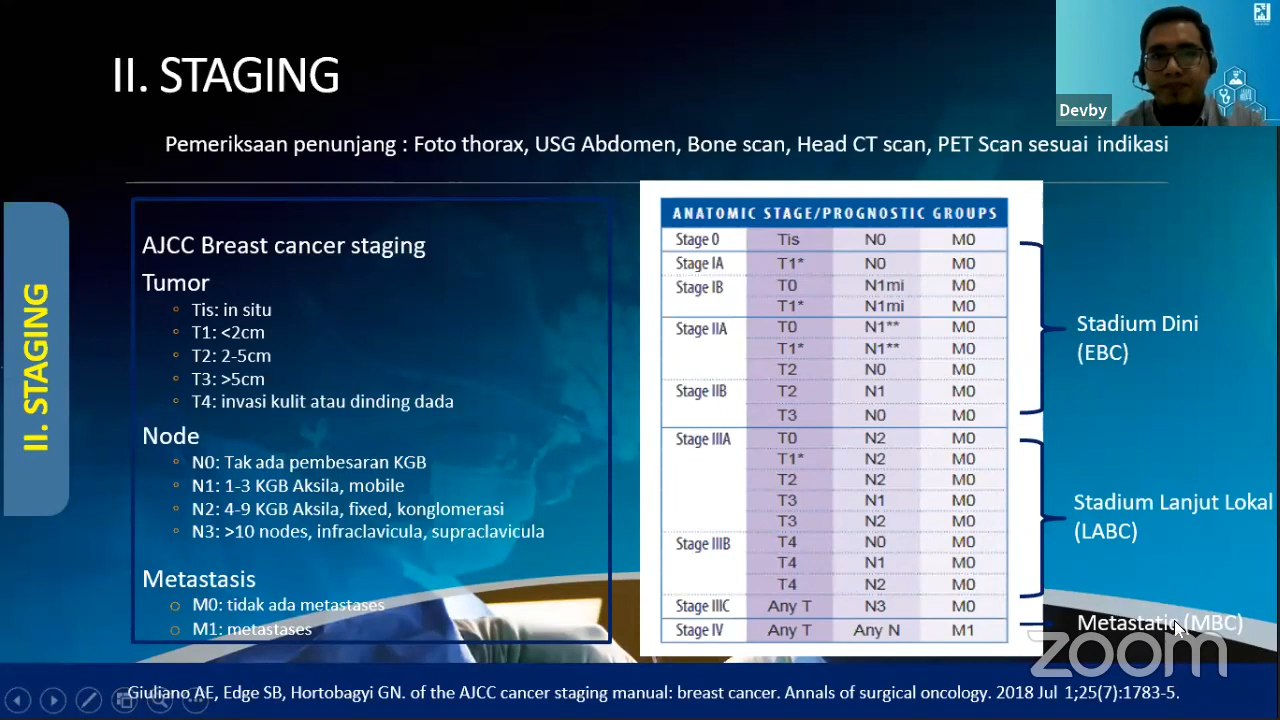 II. STAGING
Devby
Pemeriksaan penunjang : Foto thorax, USG Abdomen, Bone scan, Head CT scan, PET Scan sesuai indikasi
II. STAGING
AJCC Breast cancer staging
Tumor
Tis: in situ
T1: <2cm
T2: 2-5cm
T3: >5cm
T4: invasi kulit atau dinding dada
Node
N0: Tak ada pembesaran KGB
N1: 1-3 KGB Aksila, mobile
N2: 4-9 KGB Aksila, fixed, konglomerasi
N3: >10 nodes, infraclavicula, supraclavicula
Metastasis
M0: tidak ada metastases
M1: metastases
ANATOMIC STAGE/PROGNOSTIC GROUPS
Stage 0 Tis N0 M0
Stage IA T1* N0 M0
Stage IB T0 N1mi M0
T1* N1mi M0
Stage IIA T0 N1** M0
T1* N1** M0
T2 N0 M0
Stage IIB T2 N1 M0
T3 N0 M0
Stage IIIA T0 N2 M0
T1* N2 M0
T2 N2 M0
T3 N1 M0
T3 N2 M0
Stage IIIB T4 N0 M0
T4 N1 M0
T4 N2 M0
Stage IIIC Any T N3 M0
Stage IV Any T Any N M1
Stadium Dini
(EBC)
Stadium Lanjut Lokal
(LABC)
Metastatic (MBC)
zoom
Giuliano AE, Edge SB, Hortobagyi GN. of the AJCC cancer staging manual: breast cancer. Annals of surgical oncology. 2018 Jul 1;25(7):1783-5.